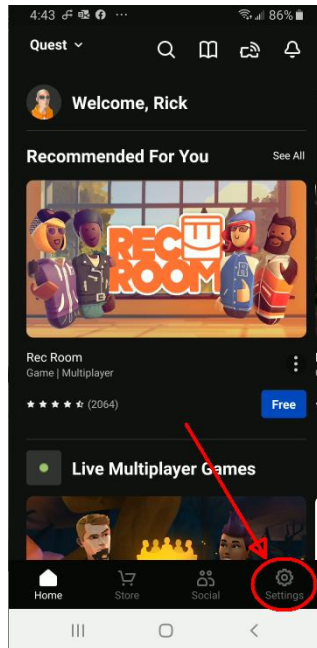 4:43
86%
Quest
Welcome, Rick
Recommended For You
See All
REC
ROOM
Rec Room
Game | Multiplayer
(2064)
Free
Live Multiplayer Games
Home
Store
Social
Settings